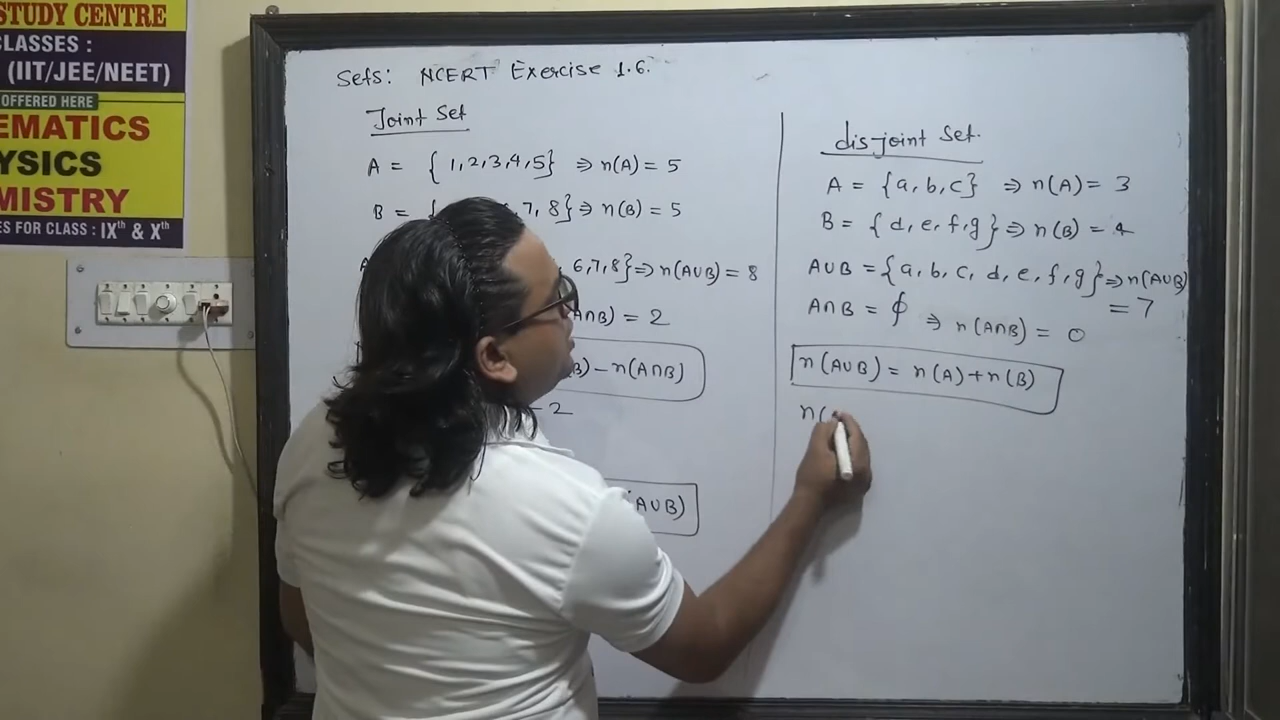 STUDY CENTRE
CLASSES :
(IIT/JEE/NEET)
OFFERED HERE
EMATICS
YSICS
MISTRY
ES FOR CLASS : IXth & Xth
Sets: NCERT Exercise 1.6.
Joint Set
A = { 1,2,3,4,5} ⇒ n(A) = 5
B = { 7, 8} ⇒ n(B) = 5
6,7,8} ⇒ n(A∪B) = 8
A∩B) = 2
B) − n(A∩B)
− 2
A∪B)
disjoint Set.
A = {a, b, c} ⇒ n(A) = 3
B = {d, e, f, g} ⇒ n(B) = 4
A∪B = {a, b, c, d, e, f, g} ⇒ n(A∪B)
= 7
A∩B = ϕ ⇒ n(A∩B) = 0
n(A∪B) = n(A) + n(B)
n(